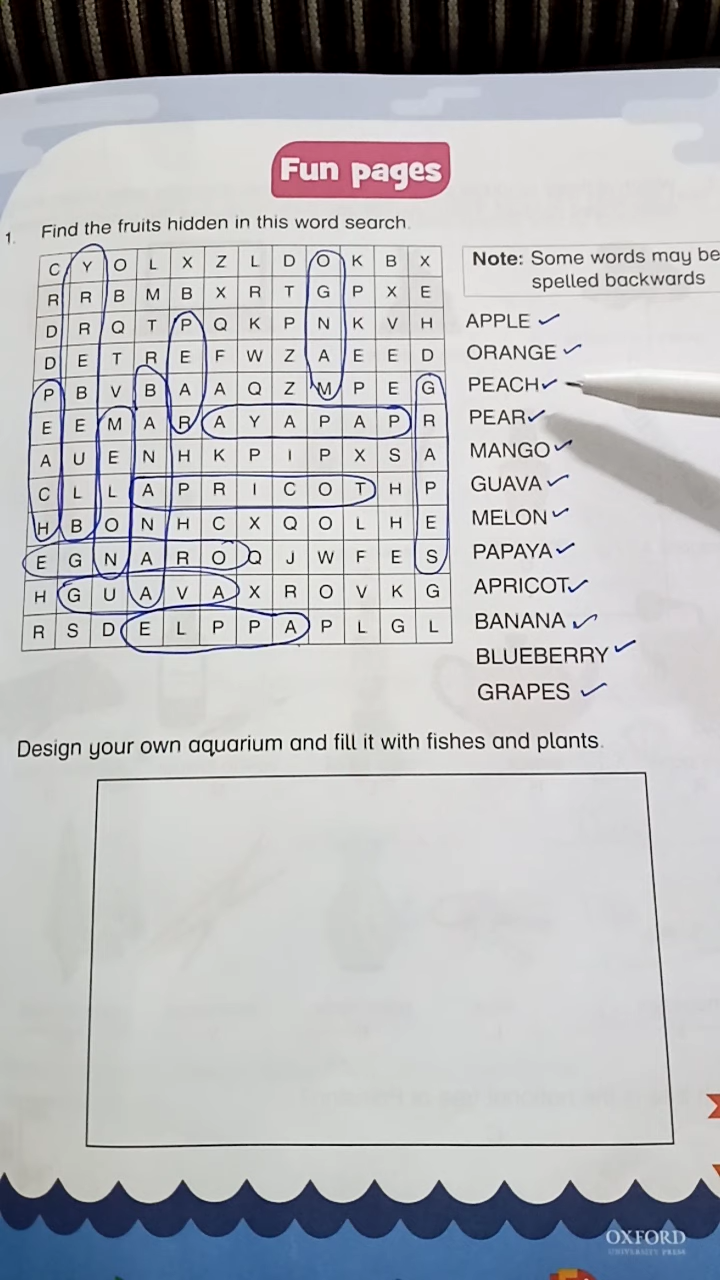 Fun pages
1. Find the fruits hidden in this word search.
C Y O L X Z L D O K B X
R R B M B X R T G P X E
D R Q T P Q K P N K V H
D E T R E F W Z A E E D
P B V B A A Q Z M P E G
E E M A R A Y A P A P R
A U E N H K P I P X S A
C L L A P R I C O T H P
H B O N H C X Q O L H E
E G N A R O Q J W F E S
H G U A V A X R O V K G
R S D E L P P A P L G L
Note: Some words may be
spelled backwards
APPLE
ORANGE
PEACH
PEAR
MANGO
GUAVA
MELON
PAPAYA
APRICOT
BANANA
BLUEBERRY
GRAPES
Design your own aquarium and fill it with fishes and plants.
OXFORD
UNIVERSITY PRESS